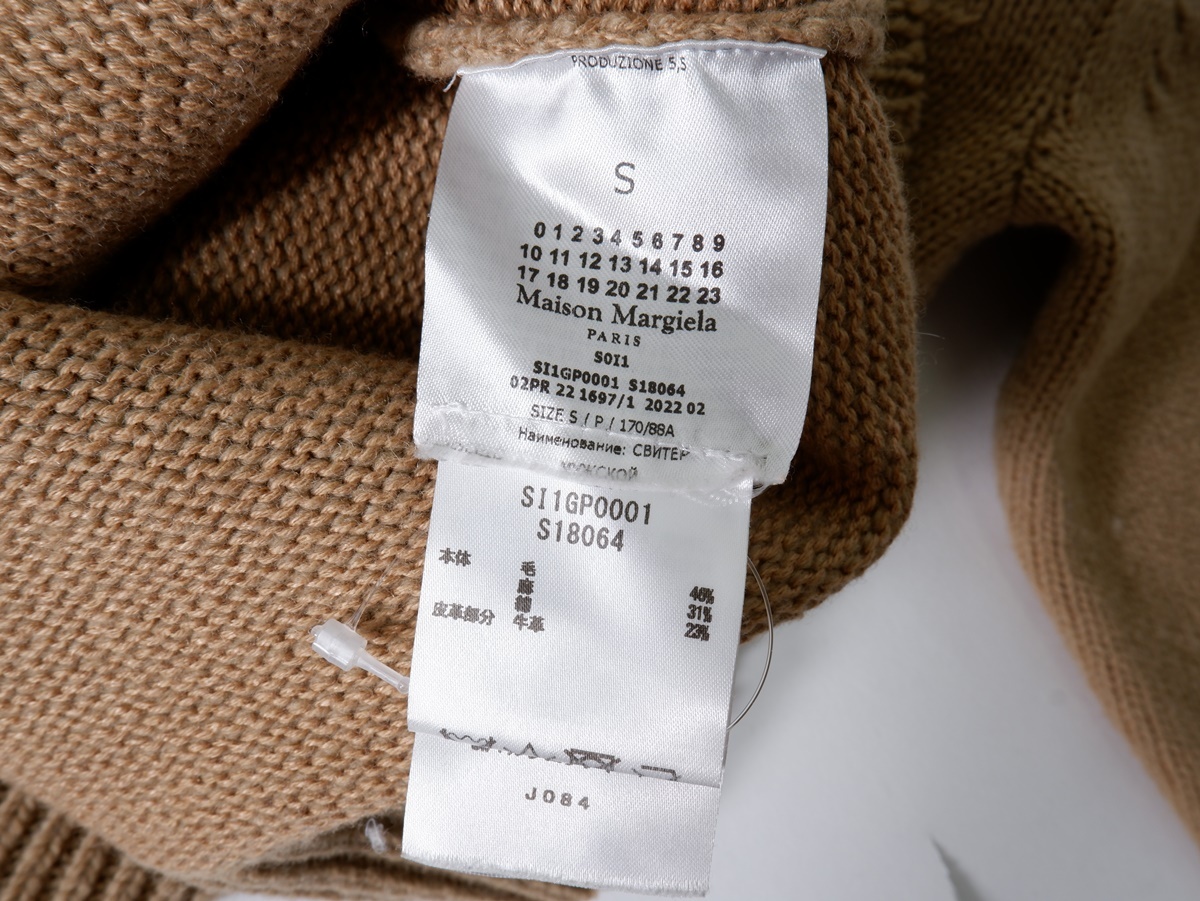 PRODUZIONE S,S
S
0 1 2 3 4 5 6 7 8 9
10 11 12 13 14 15 16
17 18 19 20 21 22 23
Maison Margiela
PARIS
S0I1
SI1GP0001 S18064
02PR 22 1697/1 2022 02
SIZE S / P / 170/88A
Наименование: СВИТЕР
SI1GP0001
S18064
本体 毛 46%
麻 31%
綿 23%
皮革部分 牛革
J084